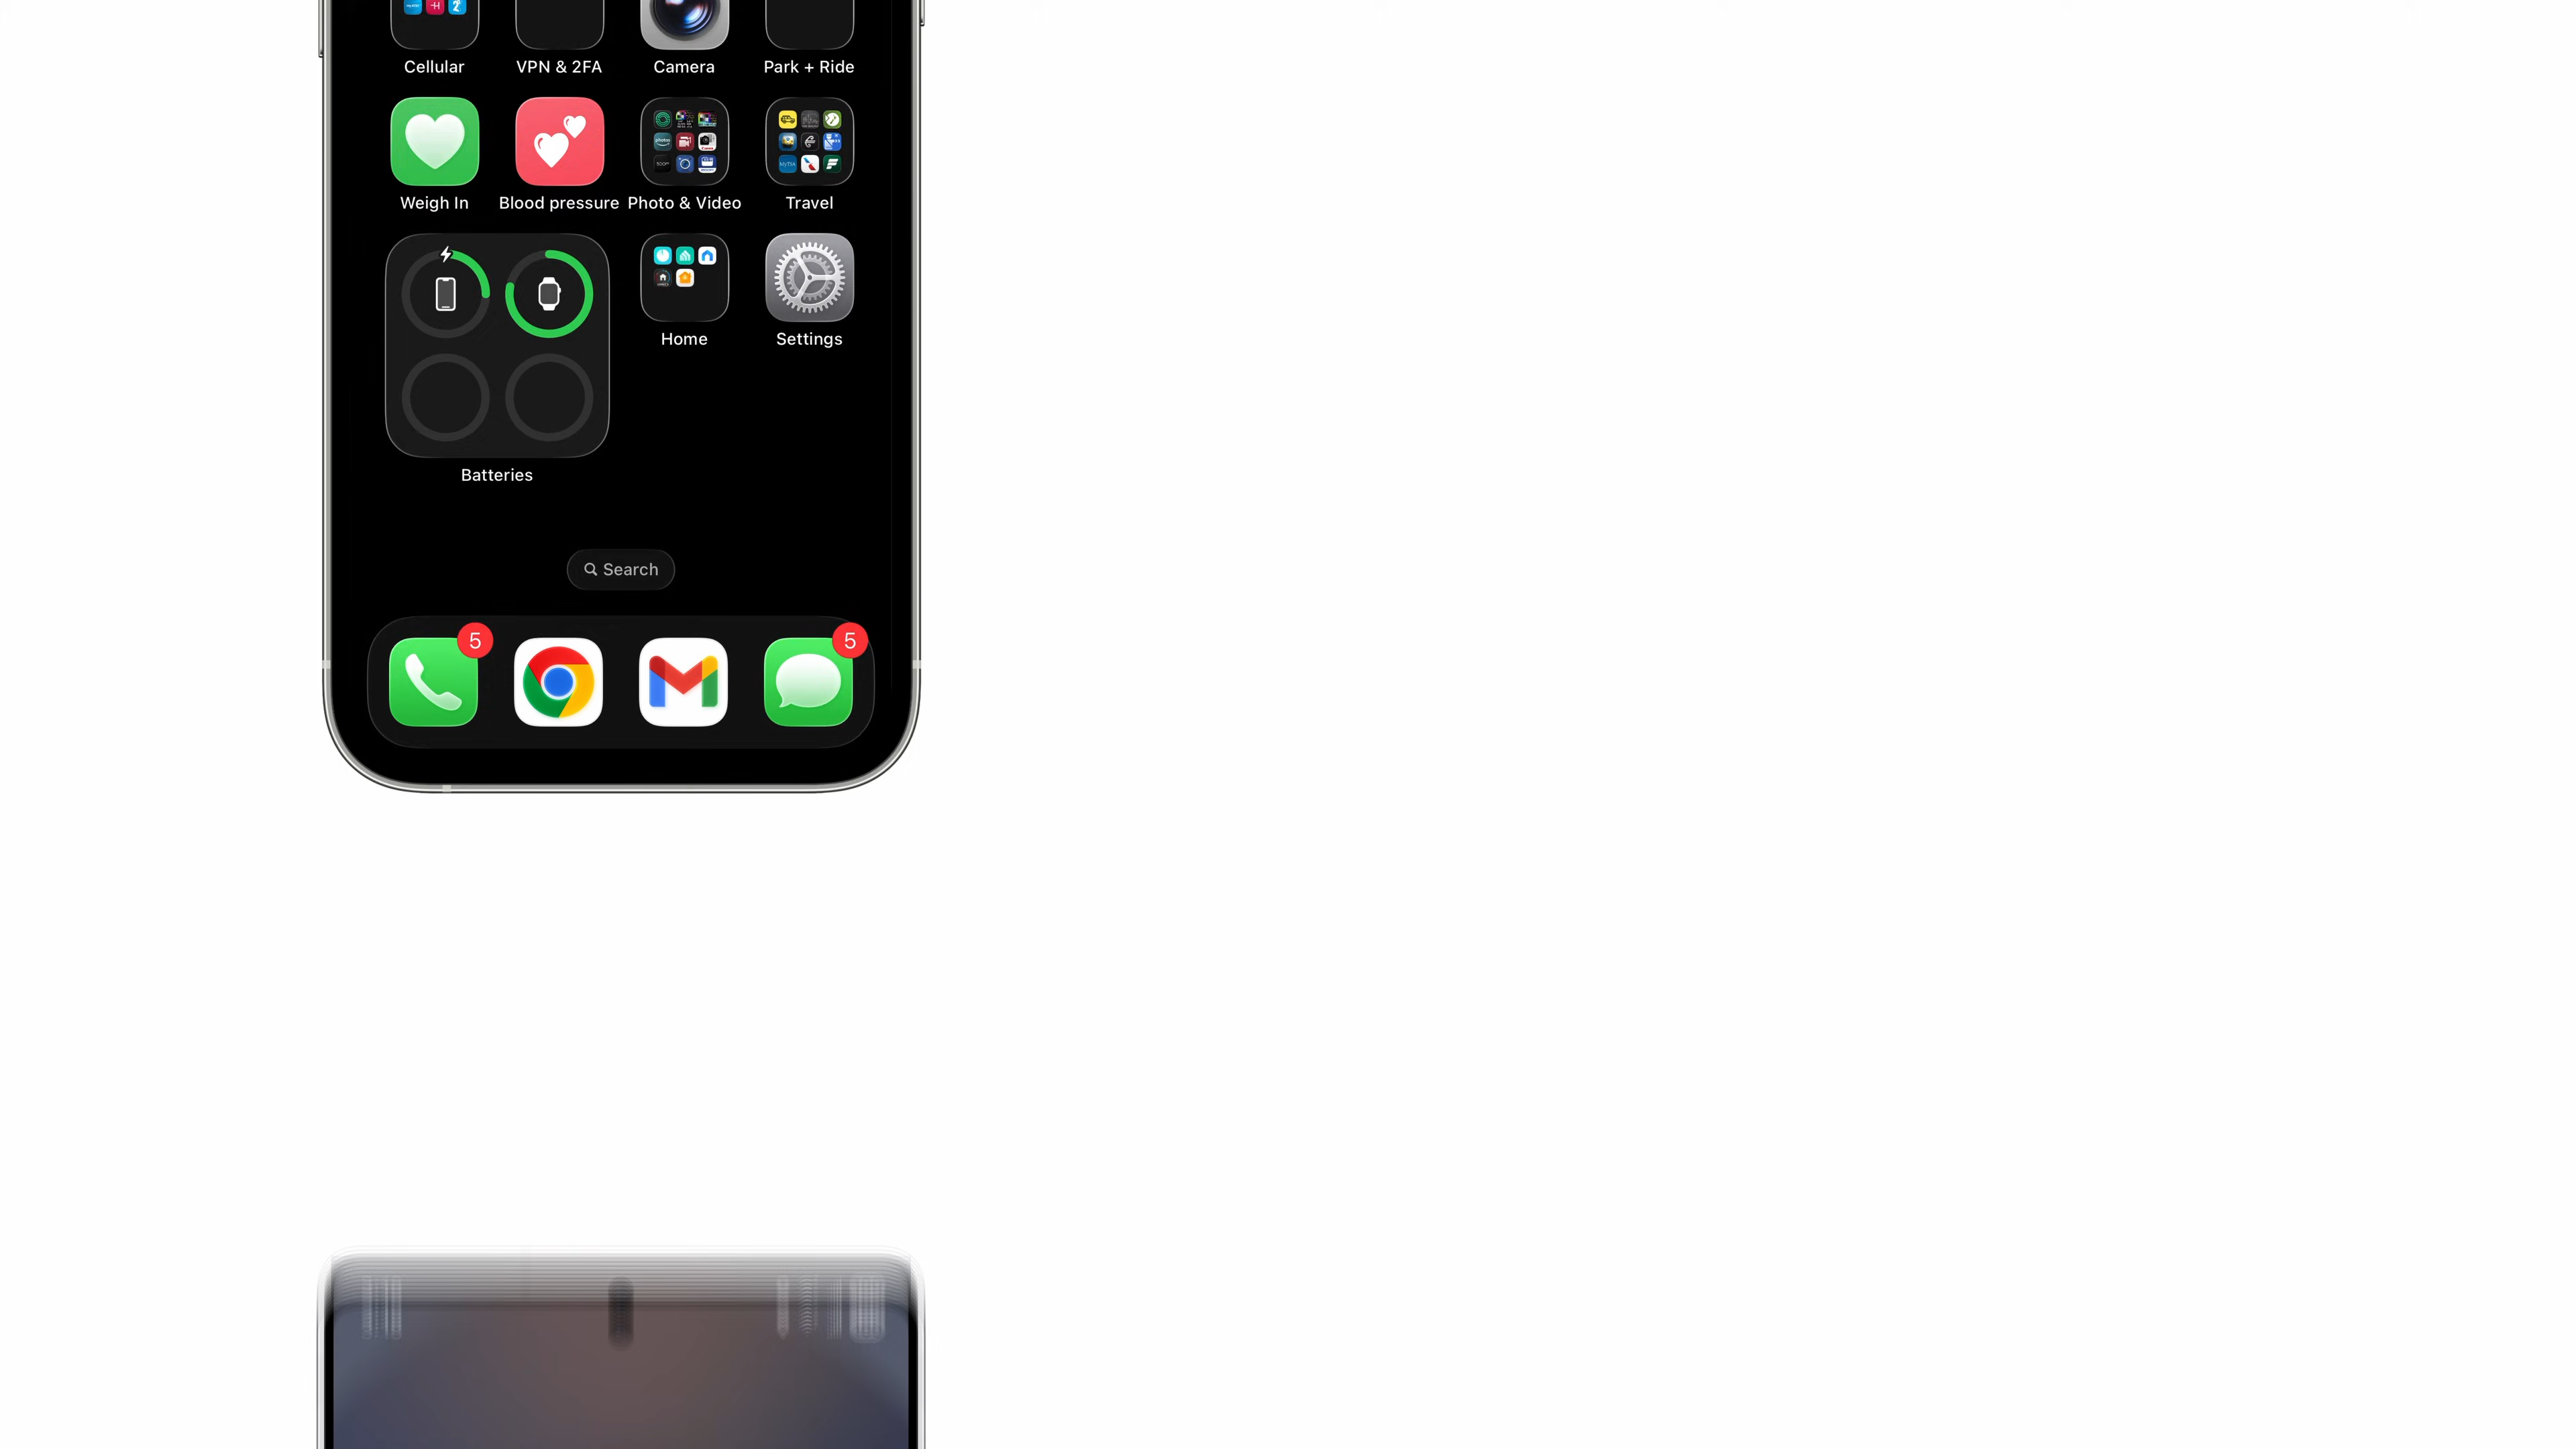 Cellular VPN & 2FA Camera Park + Ride
Weigh In Blood pressure Photo & Video Travel
Home Settings
Batteries
Search
5 5